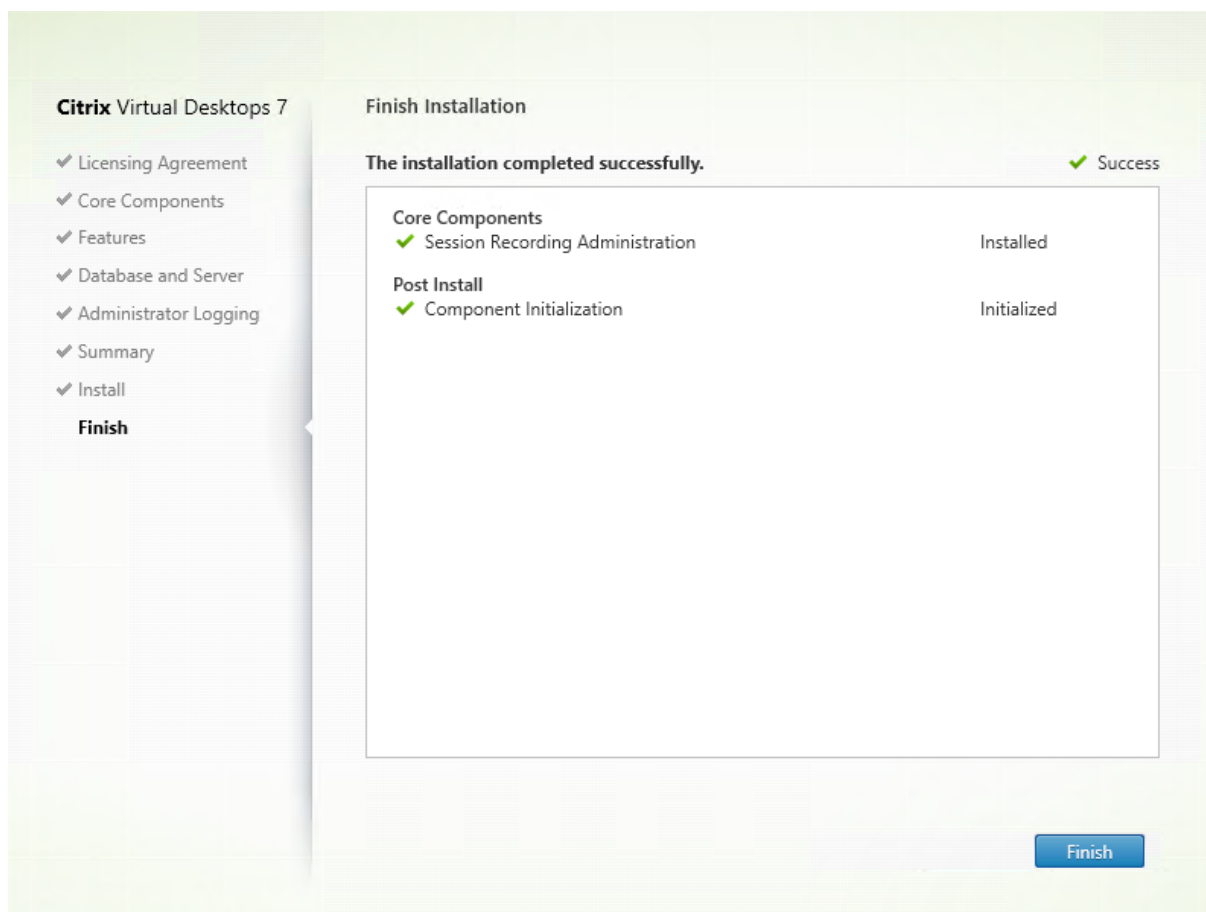 Citrix Virtual Desktops 7
Licensing Agreement
Core Components
Features
Database and Server
Administrator Logging
Summary
Install
Finish
Finish Installation
The installation completed successfully. Success
Core Components
Session Recording Administration Installed
Post Install
Component Initialization Initialized
Finish